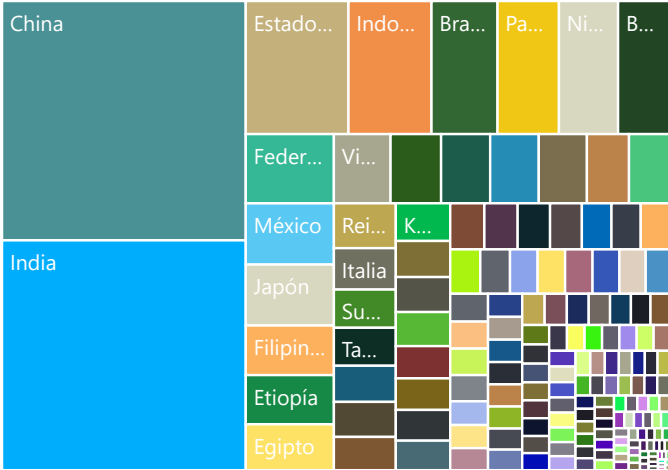 China
Estado...
Indo...
Bra...
Pa...
Ni...
B...
Feder...
Vi...
México
Rei...
K...
India
Japón
Italia
Su...
Filipin...
Ta...
Etiopía
Egipto